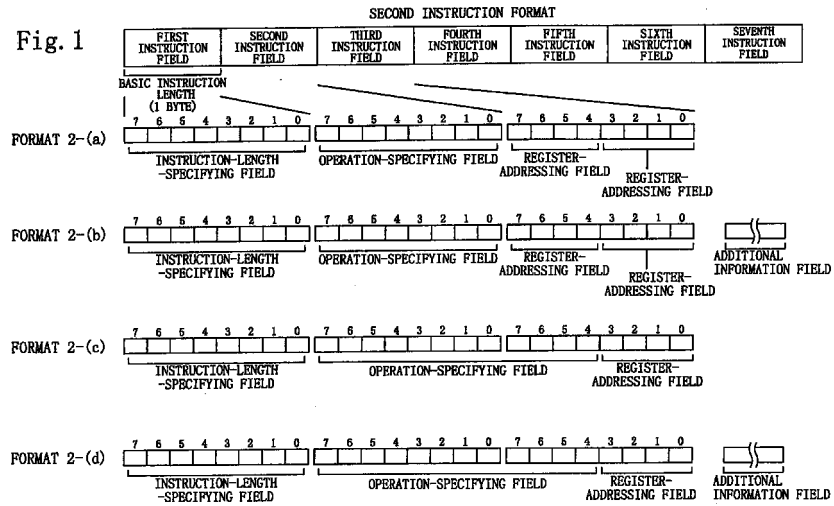 SECOND INSTRUCTION FORMAT
Fig. 1
FIRST INSTRUCTION FIELD
SECOND INSTRUCTION FIELD
THIRD INSTRUCTION FIELD
FOURTH INSTRUCTION FIELD
FIFTH INSTRUCTION FIELD
SIXTH INSTRUCTION FIELD
SEVENTH INSTRUCTION FIELD
BASIC INSTRUCTION
LENGTH
(1 BYTE)
7 6 5 4 3 2 1 0 7 6 5 4 3 2 1 0 7 6 5 4 3 2 1 0
FORMAT 2-(a)
INSTRUCTION-LENGTH
-SPECIFYING FIELD
OPERATION-SPECIFYING FIELD
REGISTER-
ADDRESSING FIELD
REGISTER-
ADDRESSING FIELD
7 6 5 4 3 2 1 0 7 6 5 4 3 2 1 0 7 6 5 4 3 2 1 0
FORMAT 2-(b)
INSTRUCTION-LENGTH
-SPECIFYING FIELD
OPERATION-SPECIFYING FIELD
REGISTER-
ADDRESSING FIELD
REGISTER-
ADDRESSING FIELD
ADDITIONAL
INFORMATION FIELD
7 6 5 4 3 2 1 0 7 6 5 4 3 2 1 0 7 6 5 4 3 2 1 0
FORMAT 2-(c)
INSTRUCTION-LENGTH
-SPECIFYING FIELD
OPERATION-SPECIFYING FIELD
REGISTER-
ADDRESSING FIELD
7 6 5 4 3 2 1 0 7 6 5 4 3 2 1 0 7 6 5 4 3 2 1 0
FORMAT 2-(d)
INSTRUCTION-LENGTH
-SPECIFYING FIELD
OPERATION-SPECIFYING FIELD
REGISTER-
ADDRESSING FIELD
ADDITIONAL
INFORMATION FIELD